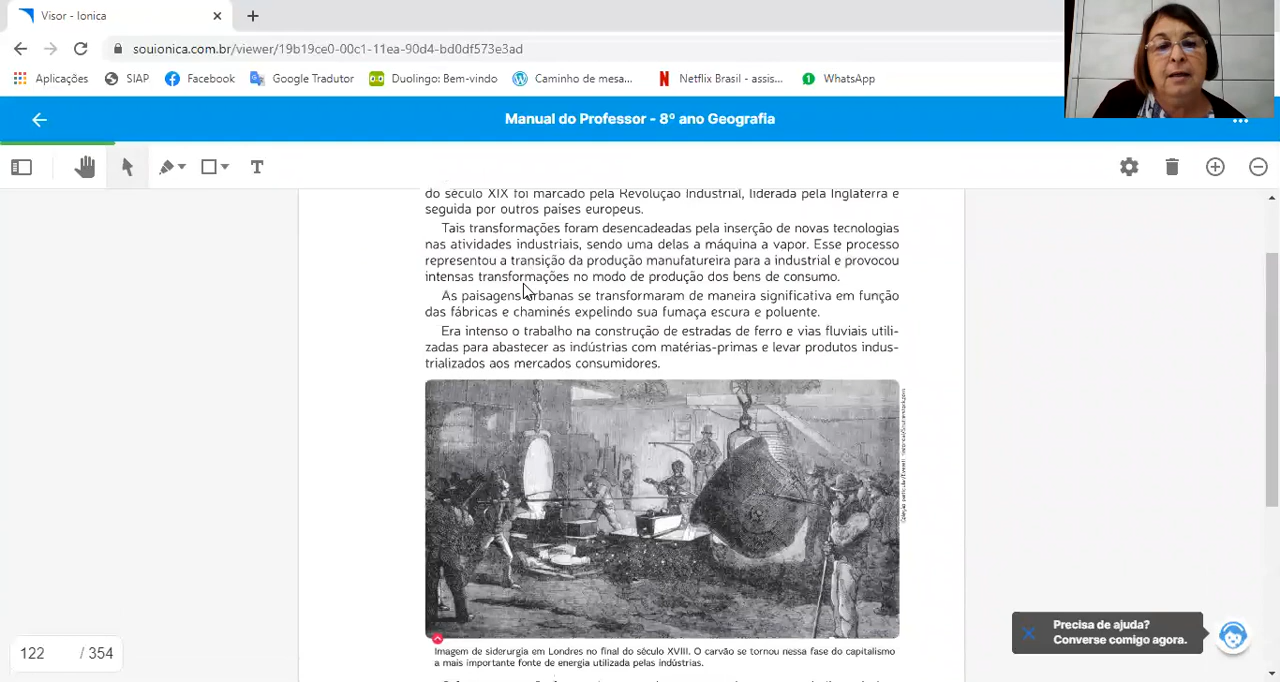 Visor - Ionica
souionica.com.br/viewer/19b19ce0-00c1-11ea-90d4-bd0df573e3ad
Aplicações SIAP Facebook Google Tradutor Duolingo: Bem-vindo Caminho de mesa... Netflix Brasil - assis... 1 WhatsApp
Manual do Professor - 8º ano Geografia
T
do século XIX foi marcado pela Revolução Industrial, liderada pela Inglaterra e
seguida por outros países europeus.
Tais transformações foram desencadeadas pela inserção de novas tecnologias
nas atividades industriais, sendo uma delas a máquina a vapor. Esse processo
representou a transição da produção manufatureira para a industrial e provocou
intensas transformações no modo de produção dos bens de consumo.
As paisagens urbanas se transformaram de maneira significativa em função
das fábricas e chaminés expelindo sua fumaça escura e poluente.
Era intenso o trabalho na construção de estradas de ferro e vias fluviais utili-
zadas para abastecer as indústrias com matérias-primas e levar produtos indus-
trializados aos mercados consumidores.
Imagem de siderurgia em Londres no final do século XVIII. O carvão se tornou nessa fase do capitalismo
a mais importante fonte de energia utilizada pelas indústrias.
Precisa de ajuda?
Converse comigo agora.
122 / 354